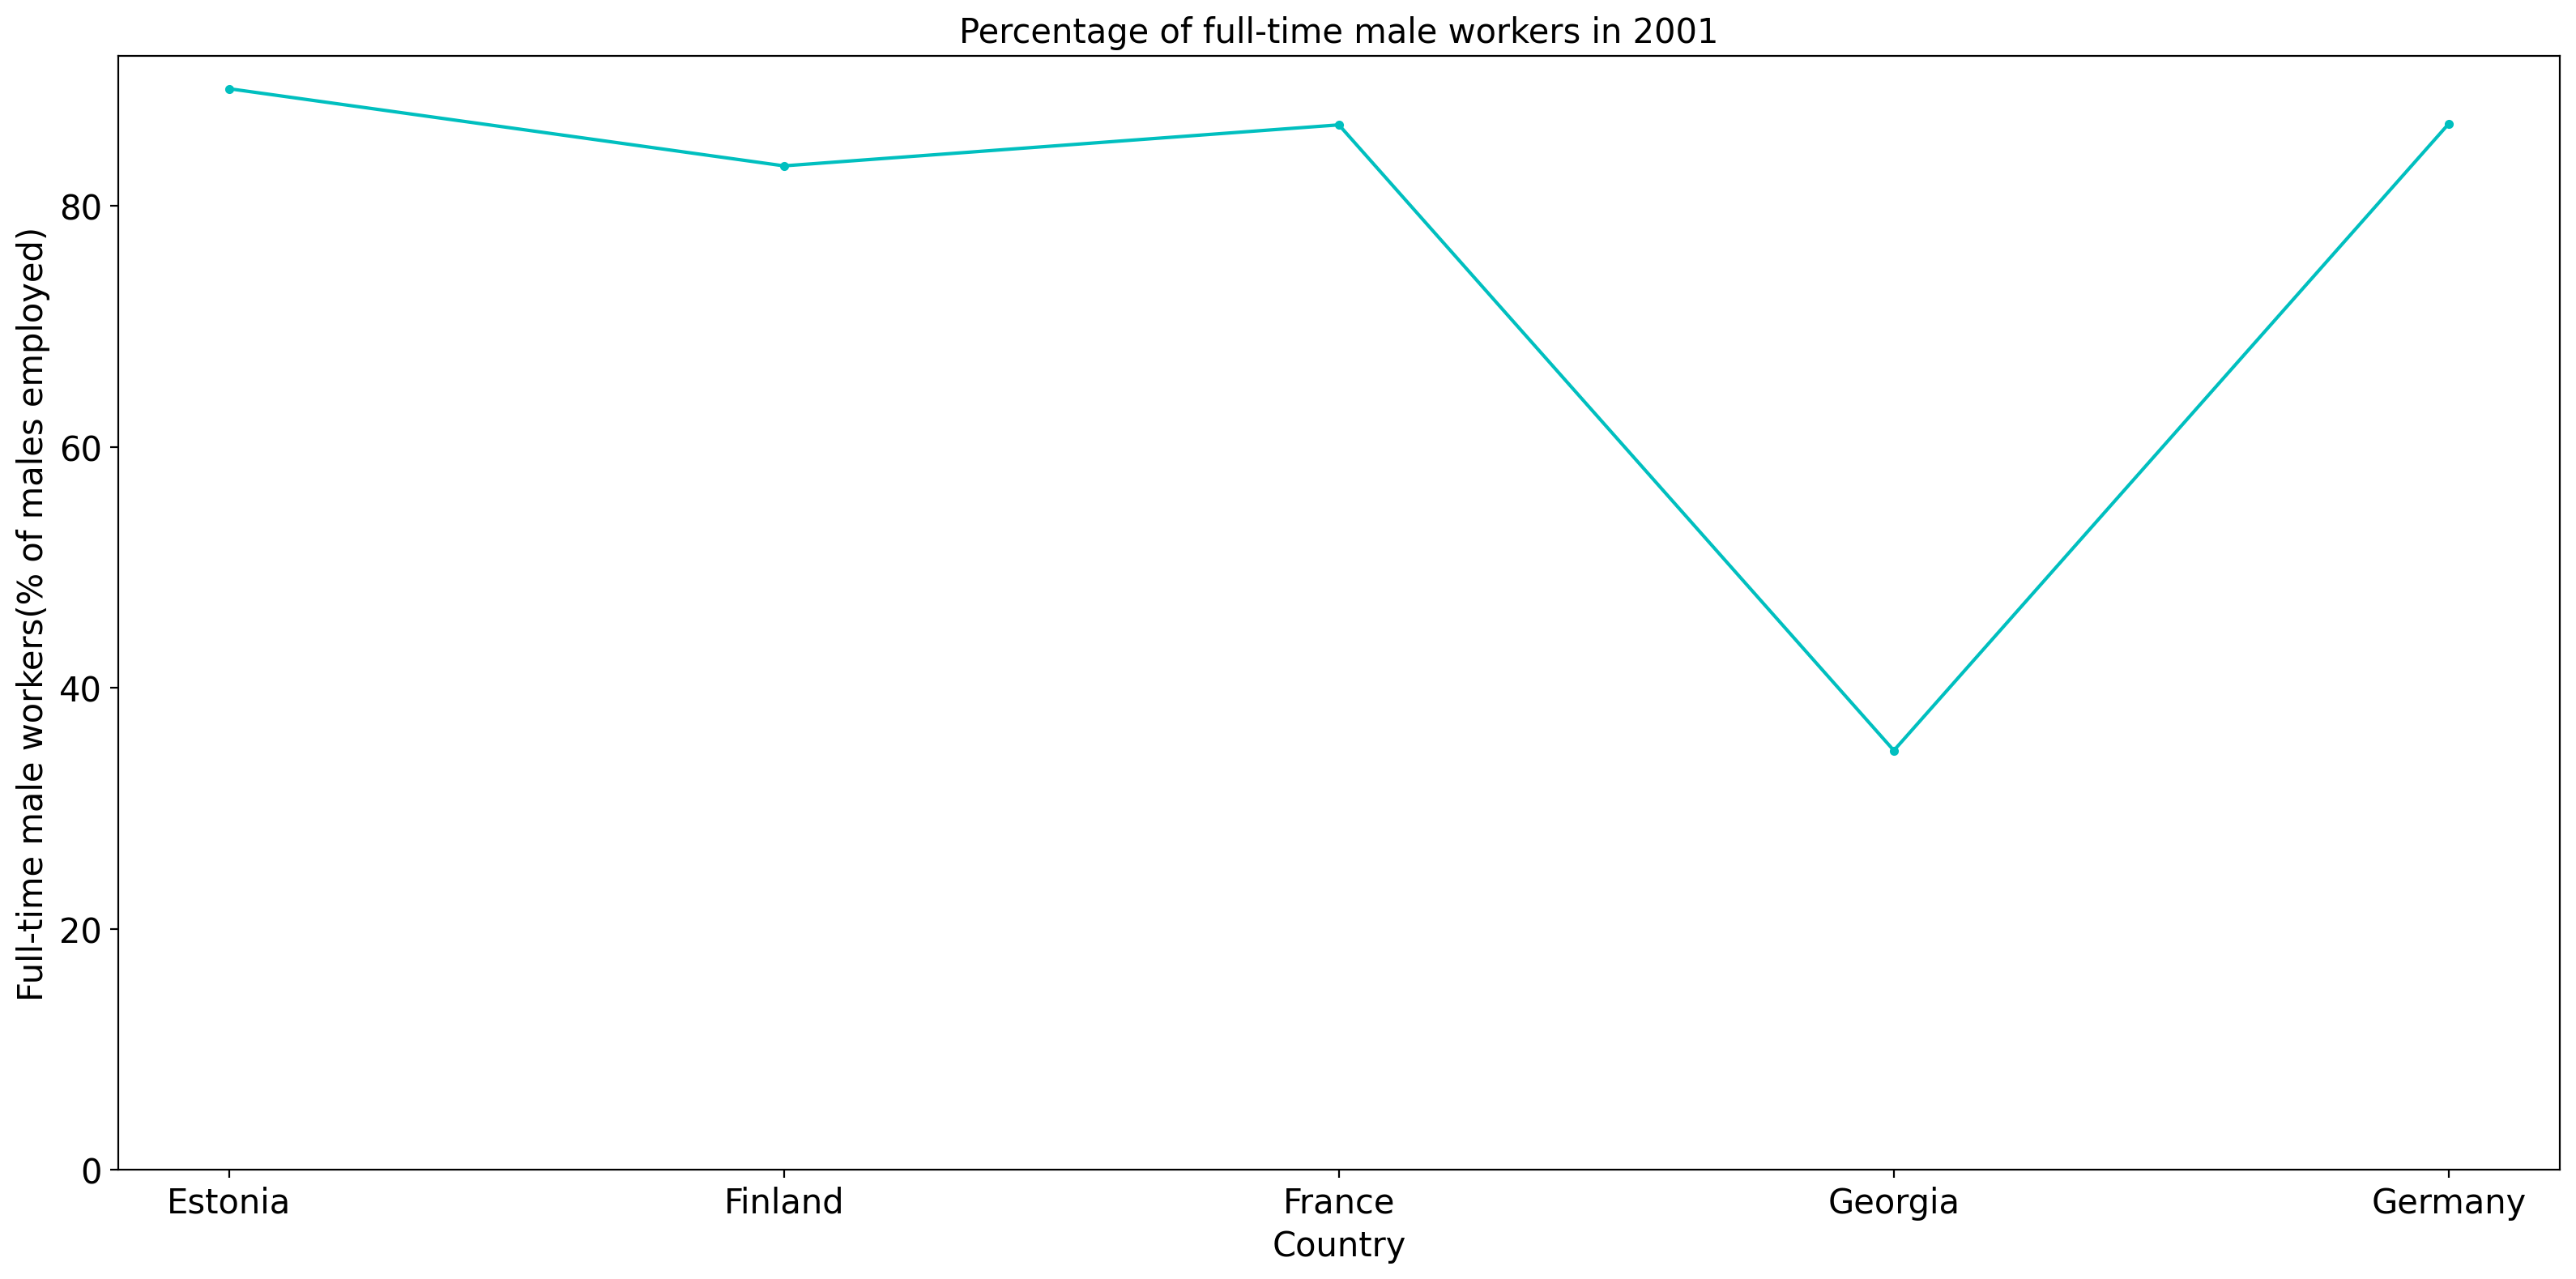 Percentage of full-time male workers in 2001
Full-time male workers(% of males employed)
80
60
40
20
0
Estonia Finland France Georgia Germany
Country